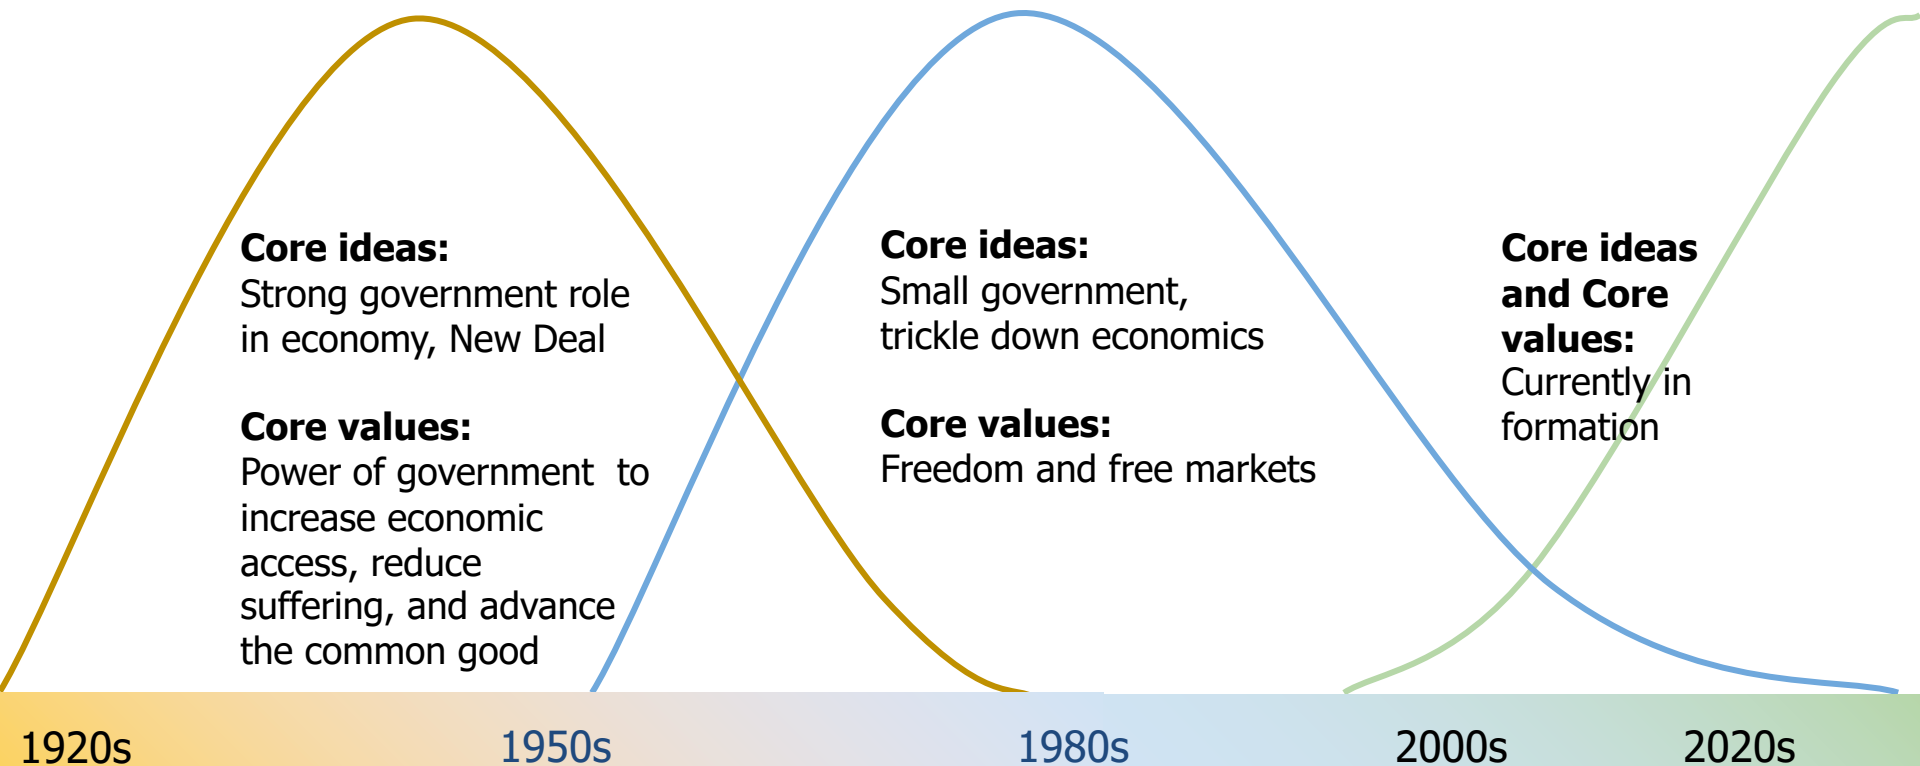 Core ideas:
Strong government role
in economy, New Deal
Core values:
Power of government  to
increase economic
access, reduce
suffering, and advance
the common good
Core ideas:
Small government,
trickle down economics
Core values:
Freedom and free markets
Core ideas
and Core
values:
Currently in
formation
1920s
1950s
1980s
2000s
2020s